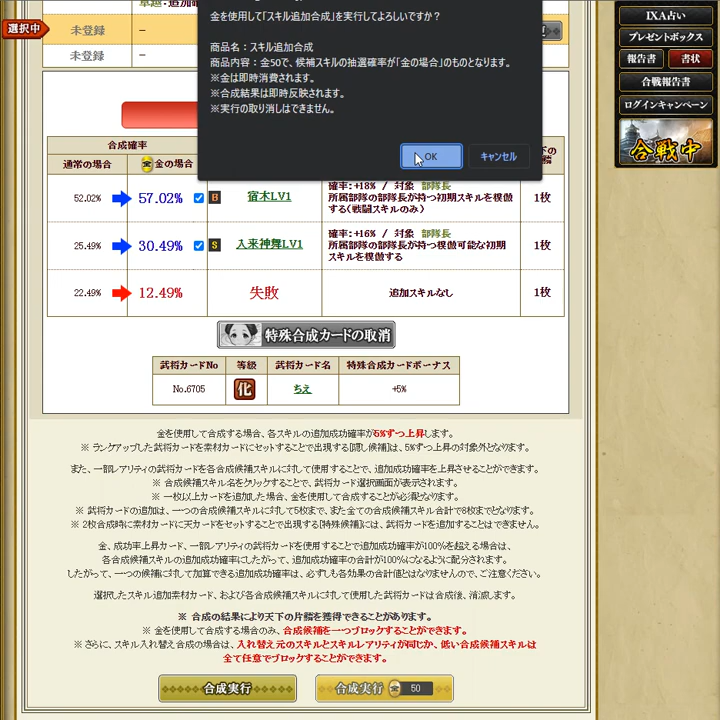 卓越:追加
選択中
未登録
−
未登録
−
金を使用して「スキル追加合成」を実行してよろしいですか？
商品名：スキル追加合成
商品内容：金50で、候補スキルの抽選確率が「金の場合」のものとなります。
※金は即時消費されます。
※合成結果は即時反映されます。
※実行の取り消しはできません。
OK
キャンセル
IXA占い
プレゼントボックス
報告書
書状
合戦報告書
ログインキャンペーン
合戦中
合成確率
通常の場合
金の場合
52.02%
57.02%
B
宿木LV1
確率：+18% / 対象 部隊長
所属部隊の部隊長が持つ初期スキルを模倣
する(戦闘スキルのみ)
1枚
25.49%
30.49%
S
入来神舞LV1
確率：+16% / 対象 部隊長
所属部隊の部隊長が持つ模倣可能な初期
スキルを模倣する
1枚
22.49%
12.49%
失敗
追加スキルなし
1枚
特殊合成カードの取消
武将カードNo
等級
武将カード名
特殊合成カードボーナス
No.6705
化
ちえ
+5%
金を使用して合成する場合、各スキルの追加成功確率が5%ずつ上昇します。
※ ランクアップした武将カードを素材カードにセットすることで出現する[隠し候補]は、5%ずつ上昇の対象外となります。
また、一部レアリティの武将カードを各合成候補スキルに対して使用することで、追加成功確率を上昇させることができます。
※ 合成候補スキル名をクリックすることで、武将カード選択画面が表示されます。
※ 一枚以上カードを追加した場合、金を使用して合成することが必須となります。
※ 武将カードの追加は、一つの合成候補スキルに対して5枚まで、また全ての合成候補スキル合計で8枚までとなります。
※ 2枚合成時に素材カードに天カードをセットすることで出現する[特殊候補]には、武将カードを追加することはできません。
金、成功率上昇カード、一部レアリティの武将カードを使用することで追加成功確率が100%を超える場合は、
各合成候補スキルの追加成功確率にしたがって、追加成功確率の合計が100%になるように配分されます。
したがって、一つの候補に対して加算できる追加成功確率は、必ずしも各効果の合計値とはなりませんので、ご注意ください。
選択したスキル追加素材カード、および各合成候補スキルに対して使用した武将カードは合成後、消滅します。
※ 合成の結果により天下の片鱗を獲得できることがあります。
※ 金を使用して合成する場合のみ、合成候補を一つブロックすることができます。
※ さらに、スキル入れ替え合成の場合は、入れ替え元のスキルとスキルレアリティが同じか、低い合成候補スキルは
全て任意でブロックすることができます。
合成実行
合成実行 金 50